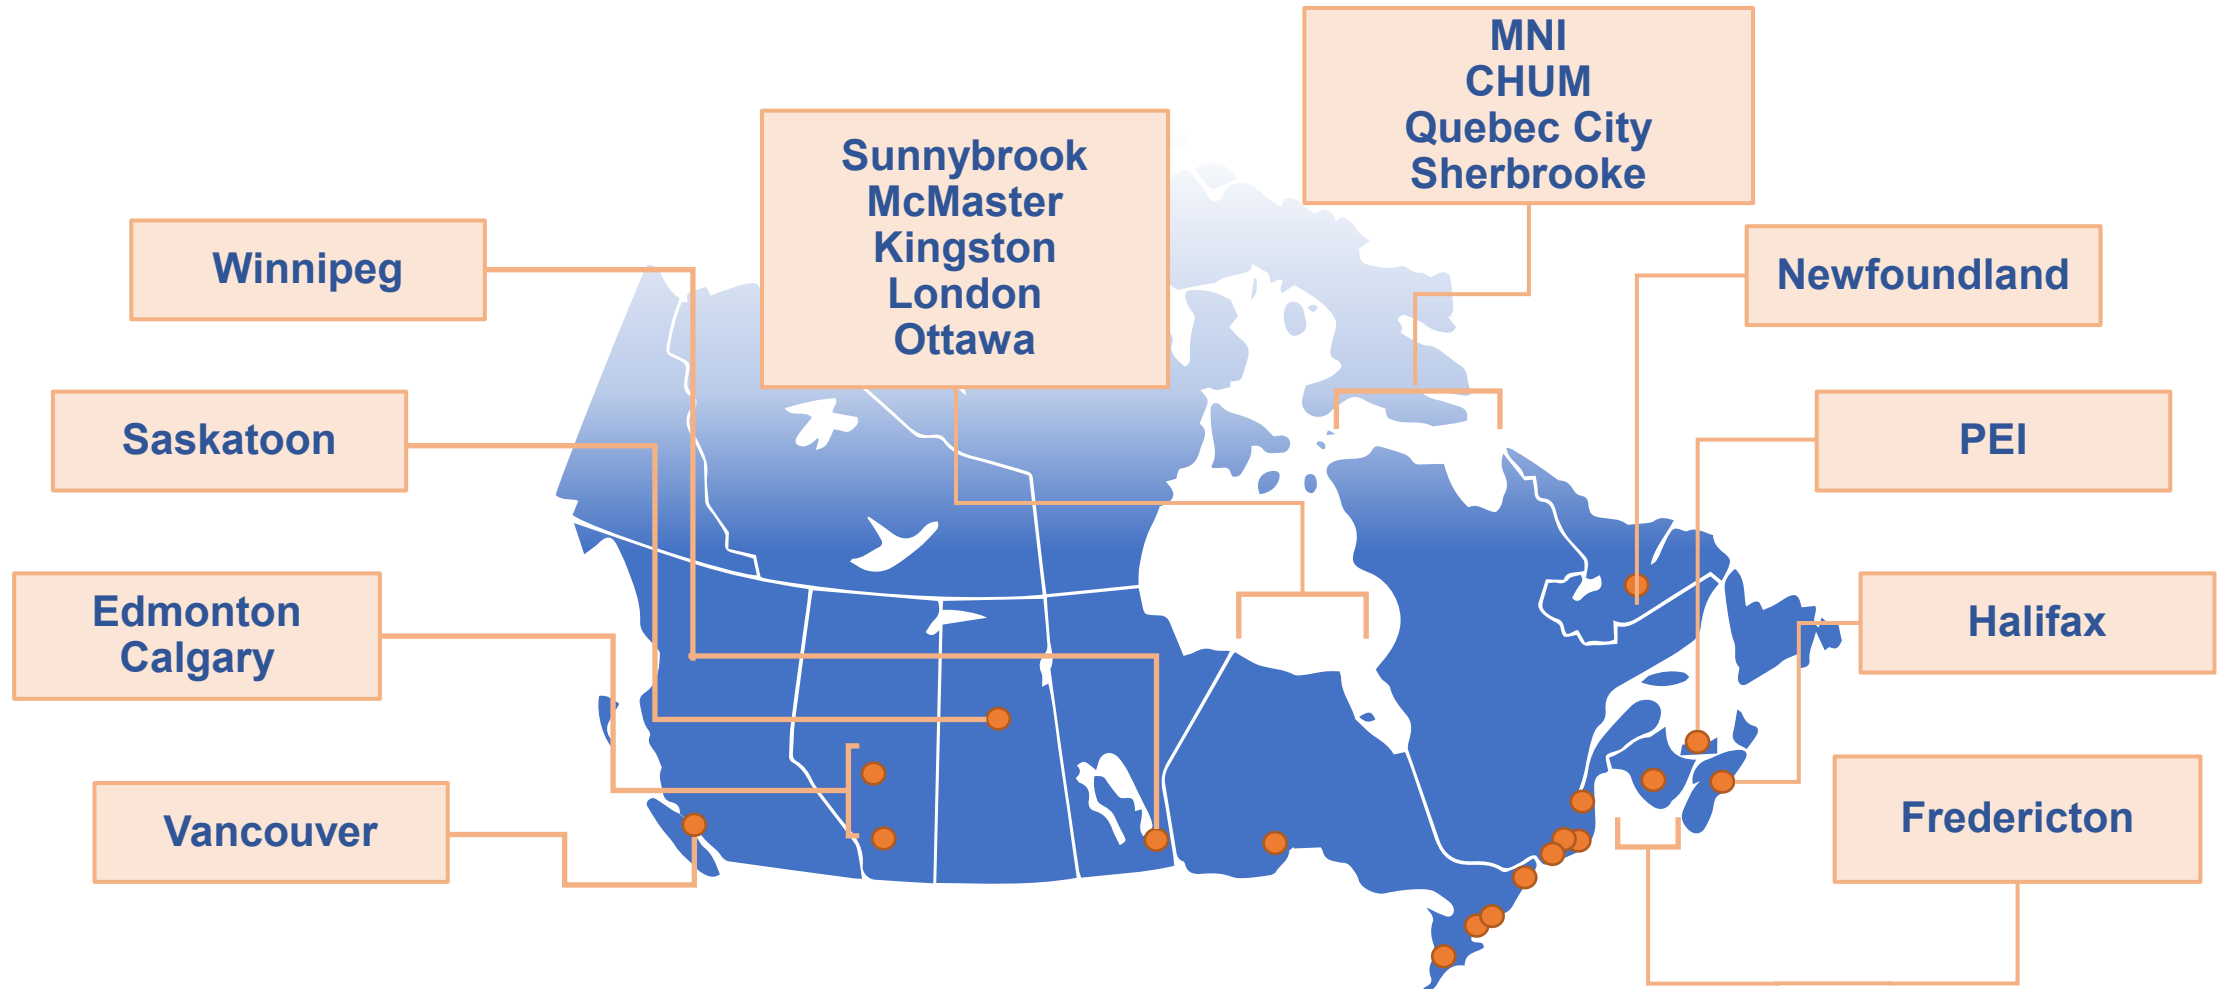 MNI
CHUM
Quebec City
Sherbrooke
Sunnybrook
McMaster
Kingston
London
Ottawa
Winnipeg
Newfoundland
Saskatoon
PEI
Edmonton
Calgary
Halifax
Vancouver
Fredericton